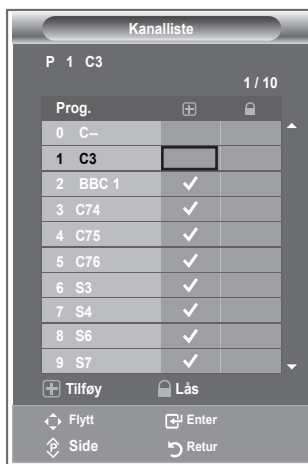 Kanalliste
P 1 C3
1 / 10
Prog.
0 C--
1 C3
2 BBC 1
3 C74
4 C75
5 C76
6 S3
7 S4
8 S6
9 S7
Tilføy Lås
Flytt Enter
Side Retur